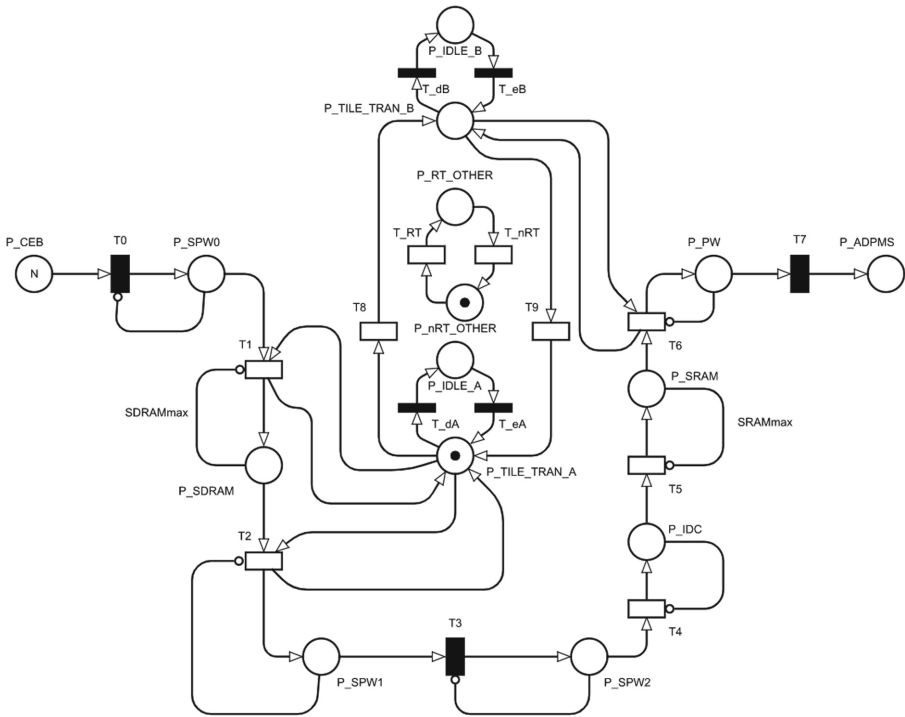 P_IDLE_B
T_dB
T_eB
P_TILE_TRAN_B
P_RT_OTHER
T_RT
T_nRT
P_CEB
T0
P_SPW0
P_PW
T7
P_ADPMS
N
P_nRT_OTHER
T8
T9
T1
T6
P_IDLE_A
P_SRAM
T_dA
T_eA
SDRAMmax
SRAMmax
P_TILE_TRAN_A
P_SDRAM
T5
T2
P_IDC
T4
T3
P_SPW1
P_SPW2